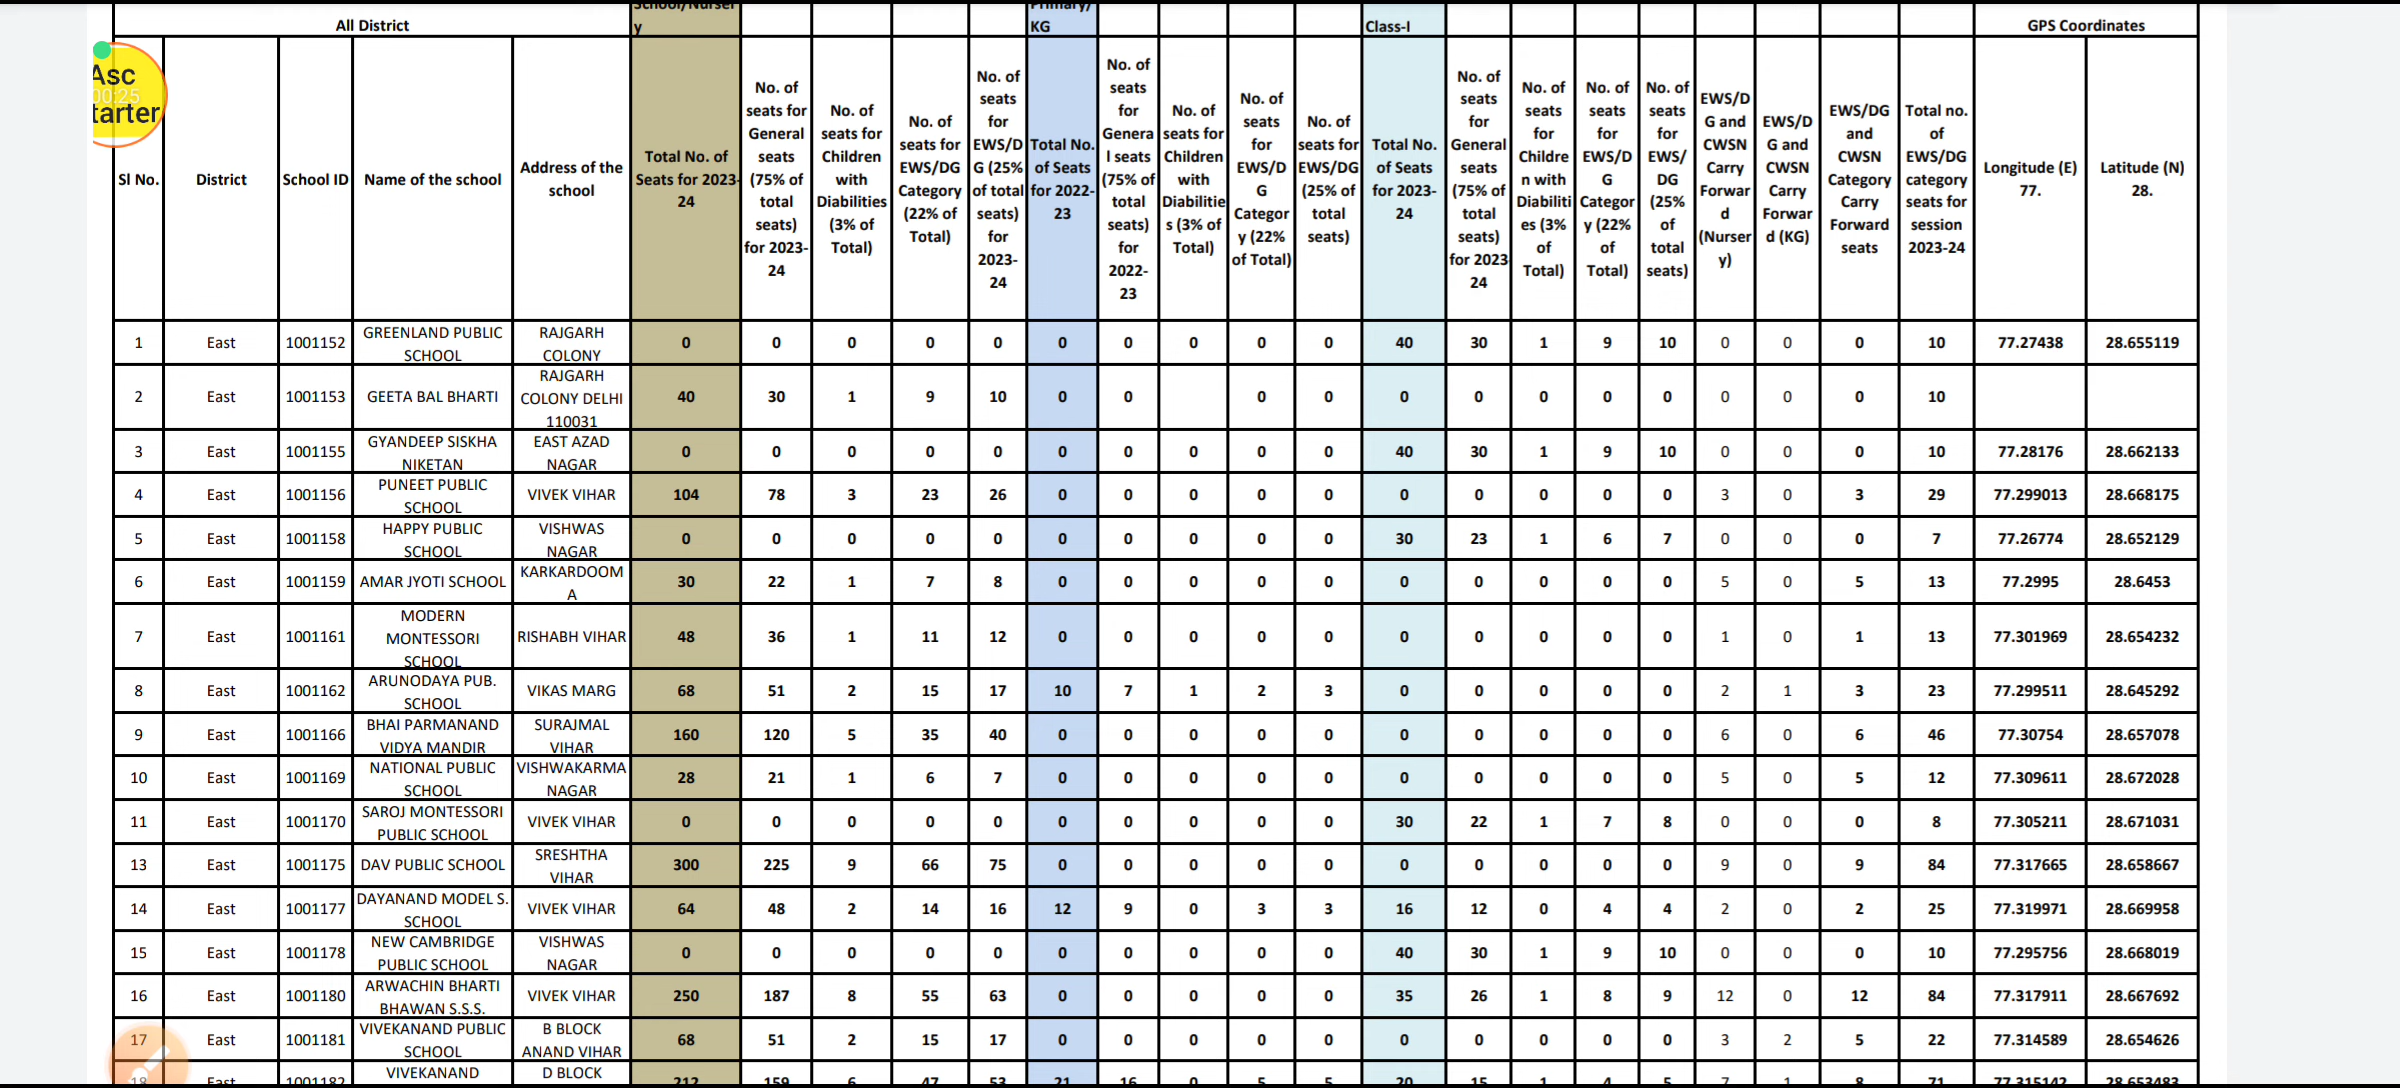 School/Nurser
y
Primary/
KG
Class-I
All District
GPS Coordinates
Asc
00:25
tarter
Sl No.
District
School ID
Name of the school
Address of the
school
Total No. of
Seats for 2023-
24
No. of
seats for
General
seats
(75% of
total
seats)
for 2023-
24
No. of
seats for
Children
with
Diabilities
(3% of
Total)
No. of
seats for
EWS/DG
Category
(22% of
Total)
No. of
seats
for
EWS/D
G (25%
of total
seats)
for
2023-
24
Total No.
of Seats
for 2022-
23
No. of
seats
for
Genera
l seats
(75% of
total
seats)
for
2022-
23
No. of
seats for
Children
with
Diabilitie
s (3% of
Total)
No. of
seats
for
EWS/D
G
Categor
y (22%
of Total)
No. of
seats for
EWS/DG
(25% of
total
seats)
Total No.
of Seats
for 2023-
24
No. of
seats
for
General
seats
(75% of
total
seats)
for 2023-
24
No. of
seats
for
Childre
n with
Diabiliti
es (3%
of
Total)
No. of
seats
for
EWS/D
G
Categor
y (22%
of
Total)
No. of
seats
for
EWS/
DG
(25%
of
total
seats)
EWS/D
G and
CWSN
Carry
Forwar
d
(Nurser
y)
EWS/D
G and
CWSN
Carry
Forwar
d (KG)
EWS/DG
and
CWSN
Category
Carry
Forward
seats
Total no.
of
EWS/DG
category
seats for
session
2023-24
Longitude (E)
77.
Latitude (N)
28.
1 East 1001152 GREENLAND PUBLIC SCHOOL RAJGARH COLONY 0 0 0 0 0 0 0 0 0 0 40 30 1 9 10 0 0 0 10 77.27438 28.655119
2 East 1001153 GEETA BAL BHARTI RAJGARH COLONY DELHI 110031 40 30 1 9 10 0 0 0 0 0 0 0 0 0 0 0 0 10
3 East 1001155 GYANDEEP SISKHA NIKETAN EAST AZAD NAGAR 0 0 0 0 0 0 0 0 0 0 40 30 1 9 10 0 0 0 10 77.28176 28.662133
4 East 1001156 PUNEET PUBLIC SCHOOL VIVEK VIHAR 104 78 3 23 26 0 0 0 0 0 0 0 0 0 0 3 0 3 29 77.299013 28.668175
5 East 1001158 HAPPY PUBLIC SCHOOL VISHWAS NAGAR 0 0 0 0 0 0 0 0 0 0 30 23 1 6 7 0 0 0 7 77.26774 28.652129
6 East 1001159 AMAR JYOTI SCHOOL KARKARDOOM A 30 22 1 7 8 0 0 0 0 0 0 0 0 0 0 5 0 5 13 77.2995 28.6453
7 East 1001161 MODERN MONTESSORI SCHOOL RISHABH VIHAR 48 36 1 11 12 0 0 0 0 0 0 0 0 0 0 1 0 1 13 77.301969 28.654232
8 East 1001162 ARUNODAYA PUB. SCHOOL VIKAS MARG 68 51 2 15 17 10 7 1 2 3 0 0 0 0 0 2 1 3 23 77.299511 28.645292
9 East 1001166 BHAI PARMANAND VIDYA MANDIR SURAJMAL VIHAR 160 120 5 35 40 0 0 0 0 0 0 0 0 0 0 6 0 6 46 77.30754 28.657078
10 East 1001169 NATIONAL PUBLIC SCHOOL VISHWAKARMA NAGAR 28 21 1 6 7 0 0 0 0 0 0 0 0 0 0 5 0 5 12 77.309611 28.672028
11 East 1001170 SAROJ MONTESSORI PUBLIC SCHOOL VIVEK VIHAR 0 0 0 0 0 0 0 0 0 0 30 22 1 7 8 0 0 0 8 77.305211 28.671031
13 East 1001175 DAV PUBLIC SCHOOL SRESHTHA VIHAR 300 225 9 66 75 0 0 0 0 0 0 0 0 0 0 9 0 9 84 77.317665 28.658667
14 East 1001177 DAYANAND MODEL S. SCHOOL VIVEK VIHAR 64 48 2 14 16 12 9 0 3 3 16 12 0 4 4 2 0 2 25 77.319971 28.669958
15 East 1001178 NEW CAMBRIDGE PUBLIC SCHOOL VISHWAS NAGAR 0 0 0 0 0 0 0 0 0 0 40 30 1 9 10 0 0 0 10 77.295756 28.668019
16 East 1001180 ARWACHIN BHARTI BHAWAN S.S.S. VIVEK VIHAR 250 187 8 55 63 0 0 0 0 0 35 26 1 8 9 12 0 12 84 77.317911 28.667692
17 East 1001181 VIVEKANAND PUBLIC SCHOOL B BLOCK ANAND VIHAR 68 51 2 15 17 0 0 0 0 0 0 0 0 0 0 3 2 5 22 77.314589 28.654626
18 East 1001182 VIVEKANAND D BLOCK 212 159 6 47 53 21 16 0 5 5 20 15 1 4 5 7 1 8 71 77.315142 28.653483